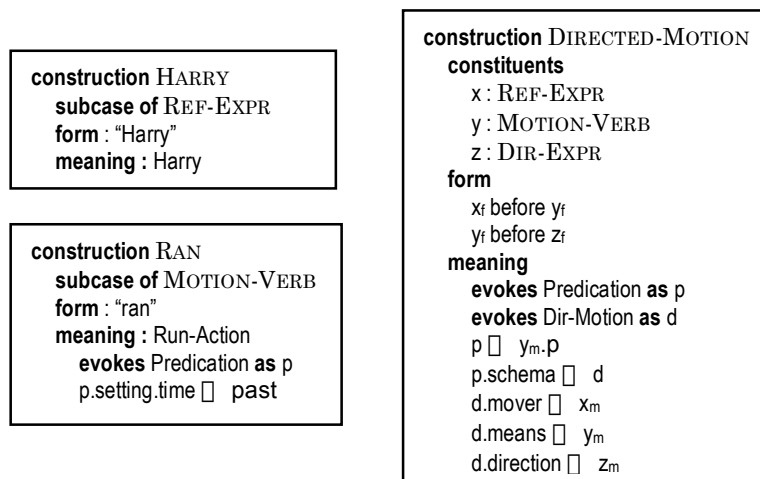 construction HARRY
subcase of REF-EXPR
form : “Harry”
meaning : Harry
construction RAN
subcase of MOTION-VERB
form : “ran”
meaning : Run-Action
evokes Predication as p
p.setting.time □ past
construction DIRECTED-MOTION
constituents
x : REF-EXPR
y : MOTION-VERB
z : DIR-EXPR
form
xf before yf
yf before zf
meaning
evokes Predication as p
evokes Dir-Motion as d
p □ ym.p
p.schema □ d
d.mover □ xm
d.means □ ym
d.direction □ zm